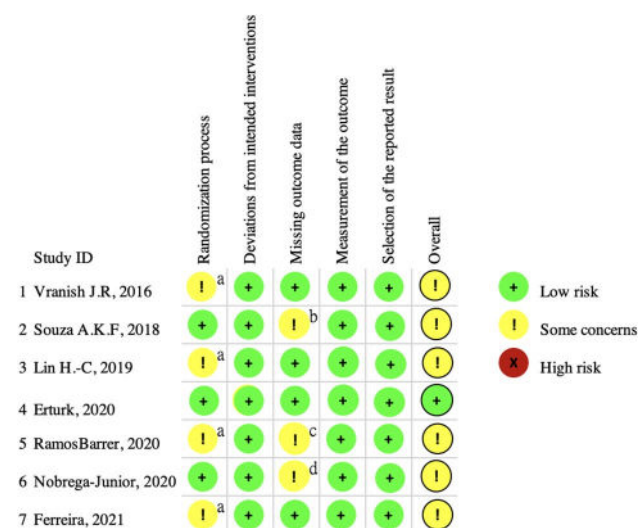 Randomization process
Deviations from intended interventions
Missing outcome data
Measurement of the outcome
Selection of the reported result
Overall
Study ID
1 Vranish J.R, 2016 ! a + + + + !
2 Souza A.K.F, 2018 + + ! b + + !
3 Lin H.-C, 2019 ! a + + + + !
4 Erturk, 2020 + + + + + +
5 RamosBarrer, 2020 ! a + ! c + + !
6 Nobrega-Junior, 2020 + + ! d + + !
7 Ferreira, 2021 ! a + + + + !
+ Low risk
! Some concerns
X High risk